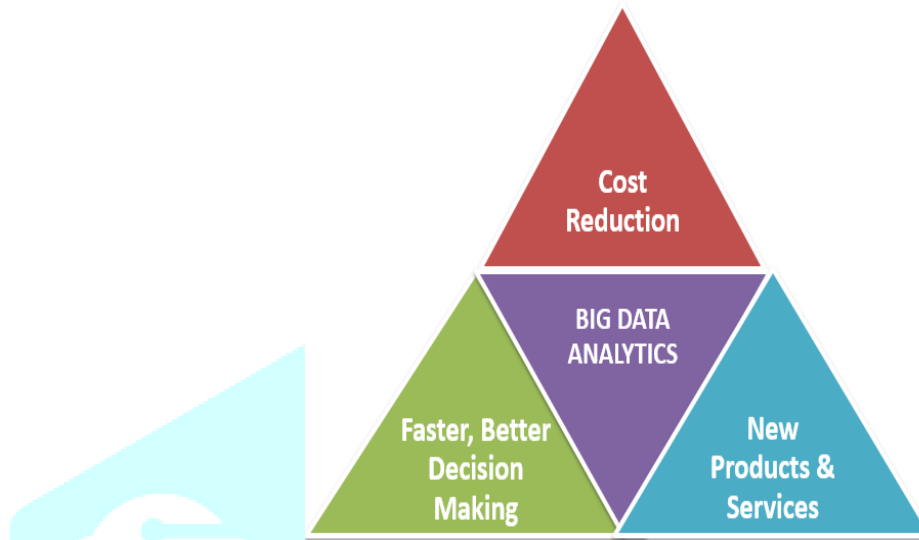 Cost
Reduction
BIG DATA
ANALYTICS
Faster, Better
Decision
Making
New
Products &
Services